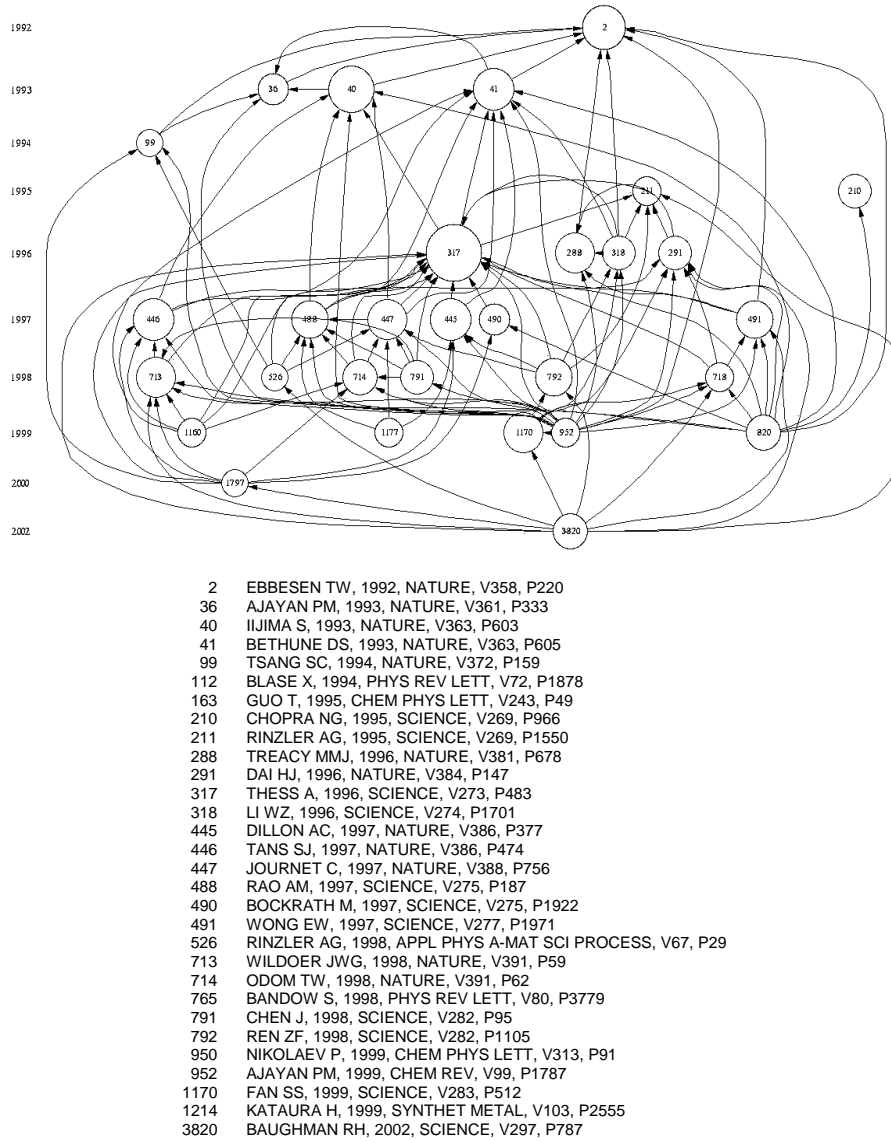 1992
2
1993
36
40
41
1994
99
1995
211
210
1996
317
288
318
291
1997
446
488
447
445
490
491
1998
713
526
714
791
792
718
1999
1160
1177
1170
952
820
2000
1797
2002
3820
2 EBBESEN TW, 1992, NATURE, V358, P220
36 AJAYAN PM, 1993, NATURE, V361, P333
40 IIJIMA S, 1993, NATURE, V363, P603
41 BETHUNE DS, 1993, NATURE, V363, P605
99 TSANG SC, 1994, NATURE, V372, P159
112 BLASE X, 1994, PHYS REV LETT, V72, P1878
163 GUO T, 1995, CHEM PHYS LETT, V243, P49
210 CHOPRA NG, 1995, SCIENCE, V269, P966
211 RINZLER AG, 1995, SCIENCE, V269, P1550
288 TREACY MMJ, 1996, NATURE, V381, P678
291 DAI HJ, 1996, NATURE, V384, P147
317 THESS A, 1996, SCIENCE, V273, P483
318 LI WZ, 1996, SCIENCE, V274, P1701
445 DILLON AC, 1997, NATURE, V386, P377
446 TANS SJ, 1997, NATURE, V386, P474
447 JOURNET C, 1997, NATURE, V388, P756
488 RAO AM, 1997, SCIENCE, V275, P187
490 BOCKRATH M, 1997, SCIENCE, V275, P1922
491 WONG EW, 1997, SCIENCE, V277, P1971
526 RINZLER AG, 1998, APPL PHYS A-MAT SCI PROCESS, V67, P29
713 WILDOER JWG, 1998, NATURE, V391, P59
714 ODOM TW, 1998, NATURE, V391, P62
765 BANDOW S, 1998, PHYS REV LETT, V80, P3779
791 CHEN J, 1998, SCIENCE, V282, P95
792 REN ZF, 1998, SCIENCE, V282, P1105
950 NIKOLAEV P, 1999, CHEM PHYS LETT, V313, P91
952 AJAYAN PM, 1999, CHEM REV, V99, P1787
1170 FAN SS, 1999, SCIENCE, V283, P512
1214 KATAURA H, 1999, SYNTHET METAL, V103, P2555
3820 BAUGHMAN RH, 2002, SCIENCE, V297, P787